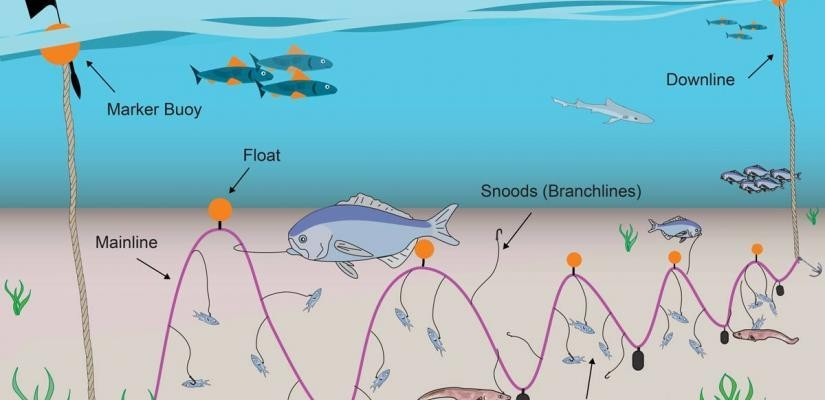 Downline
Marker Buoy
Float
Snoods (Branchlines)
Mainline